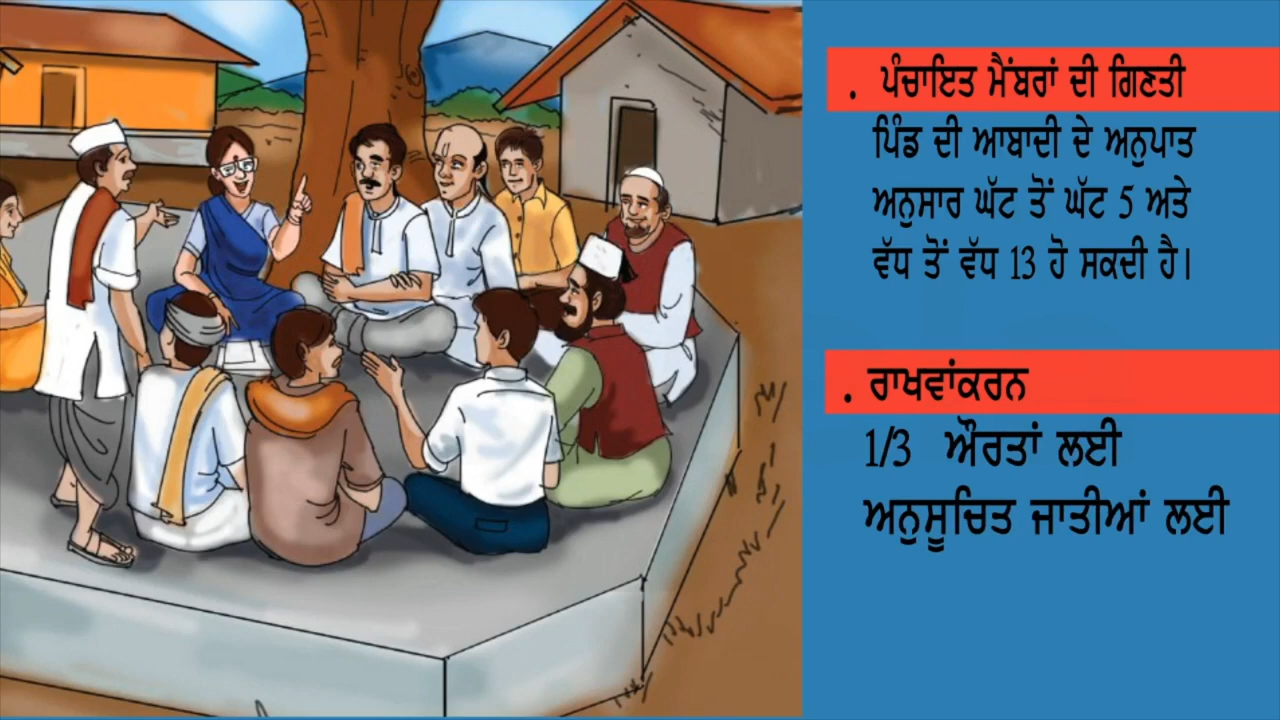 . ਪੰਚਾਇਤ ਮੈਂਬਰਾਂ ਦੀ ਗਿਣਤੀ
ਪਿੰਡ ਦੀ ਆਬਾਦੀ ਦੇ ਅਨੁਪਾਤ
ਅਨੁਸਾਰ ਘੱਟ ਤੋਂ ਘੱਟ 5 ਅਤੇ
ਵੱਧ ਤੋਂ ਵੱਧ 13 ਹੋ ਸਕਦੀ ਹੈ।
. ਰਾਖਵਾਂਕਰਨ
1/3 ਔਰਤਾਂ ਲਈ
ਅਨੁਸੂਚਿਤ ਜਾਤੀਆਂ ਲਈ